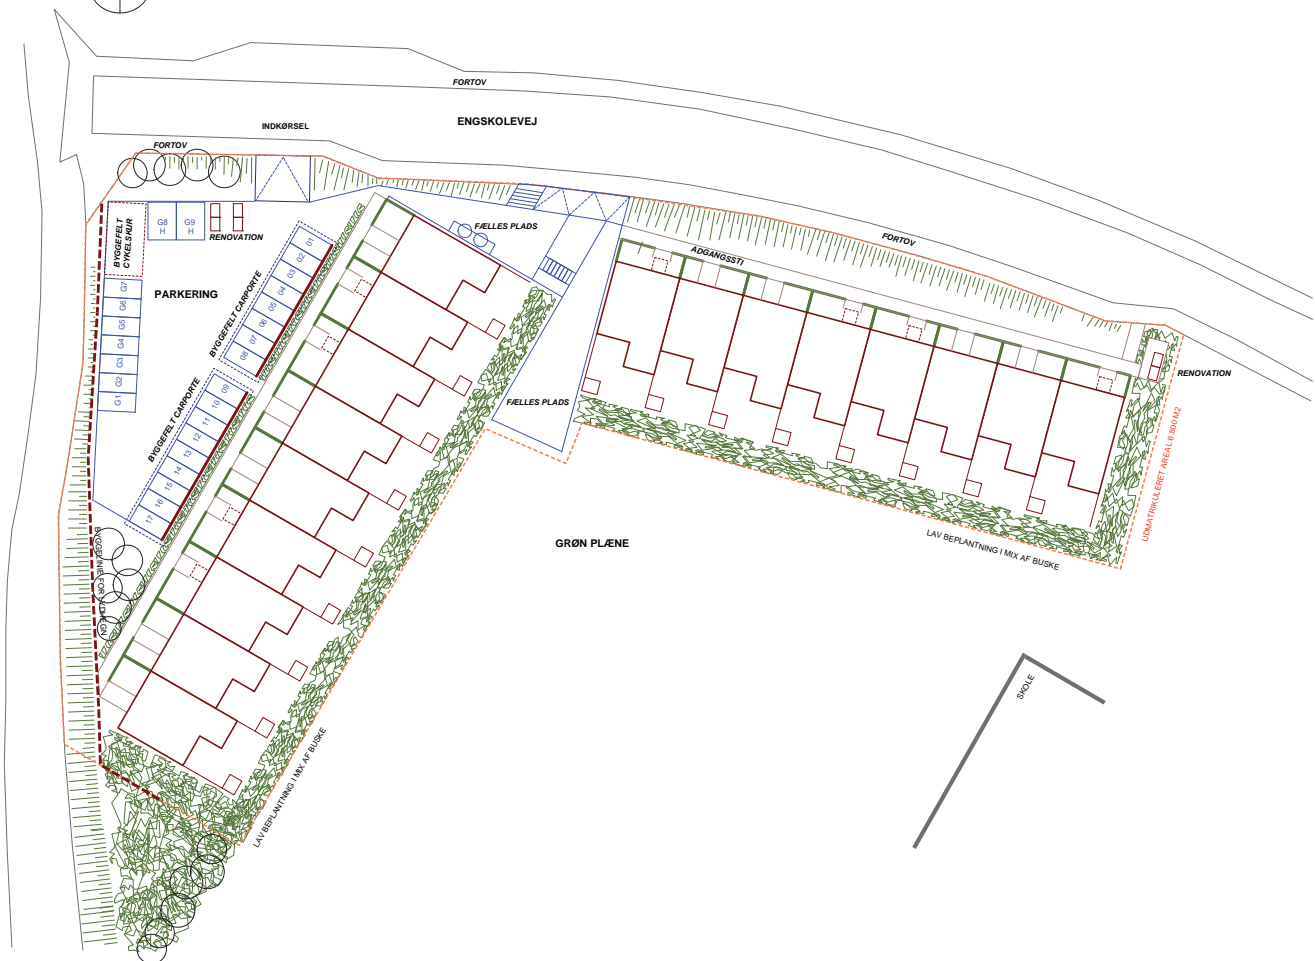 FORTOV
ENGSKOLEVEJ
INDKØRSEL
FORTOV
BYGGEFELT
CYKELSKUR
G8
H
G9
H
RENOVATION
FÆLLES PLADS
FORTOV
ADGANGSSTI
PARKERING
BYGGEFELT CARPORTE
01
02
03
04
05
06
07
08
G7
G6
G5
G4
G3
G2
G1
BYGGEFELT CARPORTE
09
10
11
12
13
14
15
16
17
FÆLLES PLADS
RENOVATION
UDMATRIKULERET AREAL 6.800 M2
GRØN PLÆNE
LAV BEPLANTNING I MIX AF BUSKE
BYGGELINIE FOR
SKOLE
LAV BEPLANTNING I MIX AF BUSKE